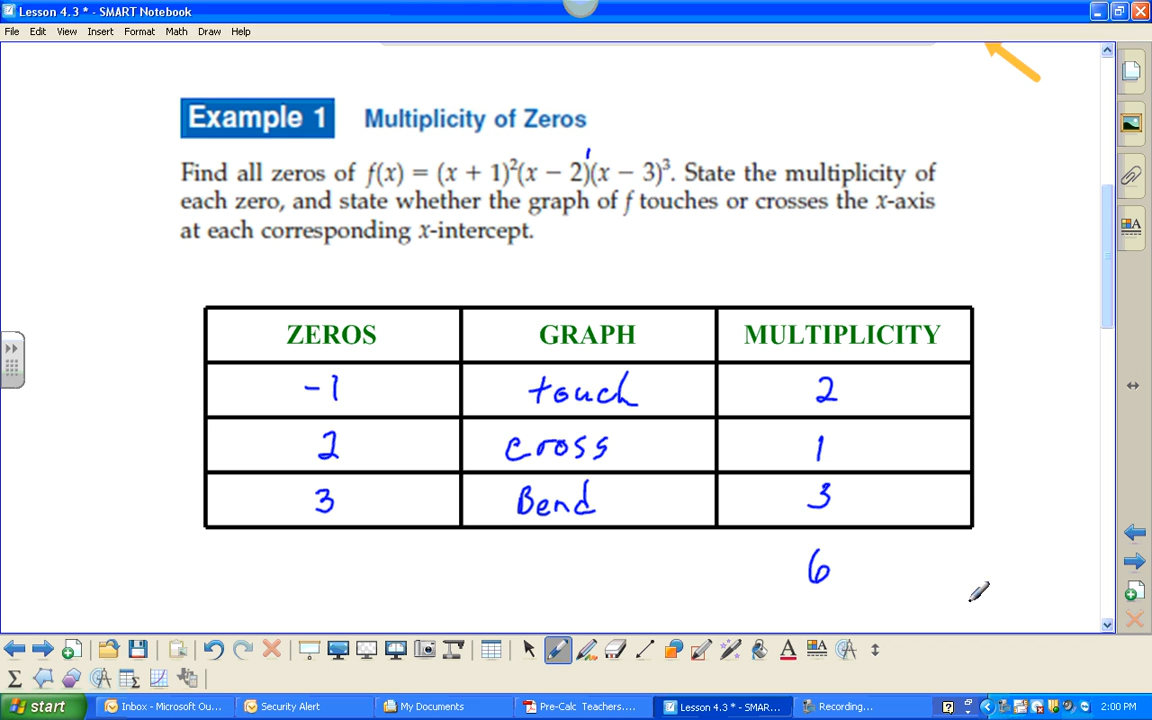 Lesson 4.3 * - SMART Notebook
File Edit View Insert Format Math Draw Help
Example 1 Multiplicity of Zeros
Find all zeros of f(x) = (x + 1)²(x − 2)¹(x − 3)³. State the multiplicity of
each zero, and state whether the graph of f touches or crosses the x-axis
at each corresponding x-intercept.
ZEROS GRAPH MULTIPLICITY
-1 touch 2
2 cross 1
3 Bend 3
6
start Inbox - Microsoft Ou... Security Alert My Documents Pre-Calc Teachers.... Lesson 4.3 * - SMAR... Recording... 2:00 PM